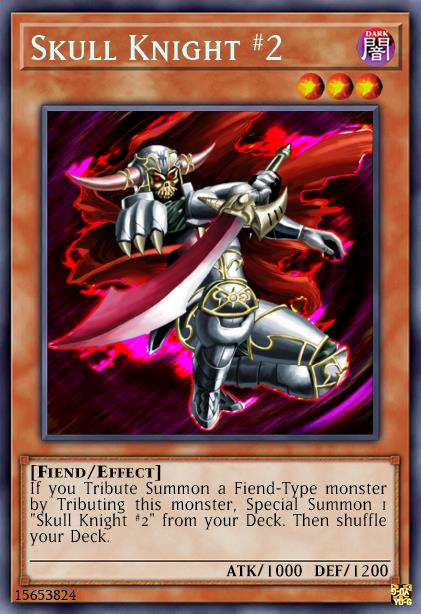 Skull Knight #2
DARK
闇
[Fiend/Effect]
If you Tribute Summon a Fiend-Type monster
by Tributing this monster, Special Summon 1
"Skull Knight #2" from your Deck. Then shuffle
your Deck.
ATK/1000 DEF/1200
15653824